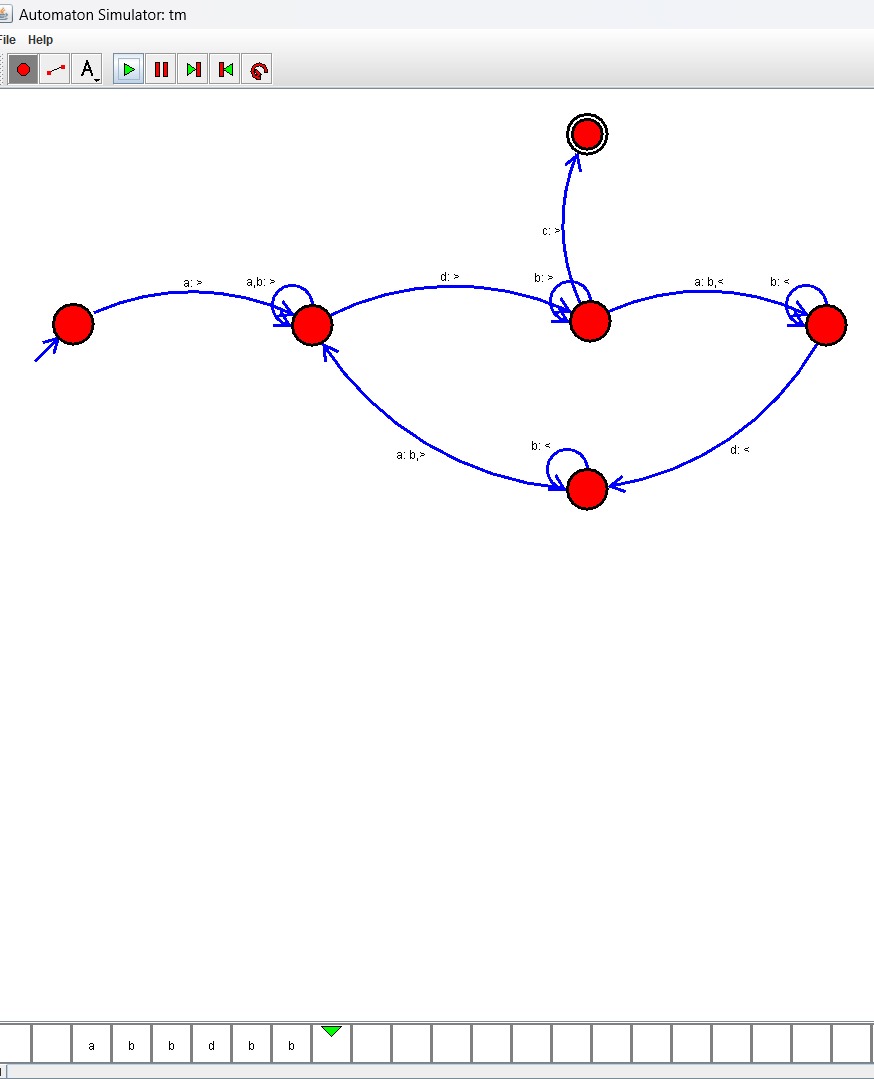 Automaton Simulator: tm
File Help
A
c: >
a: >
a,b: >
d: >
b: >
a: b,<
b: <
a: b,>
b: <
d: <
a b b d b b